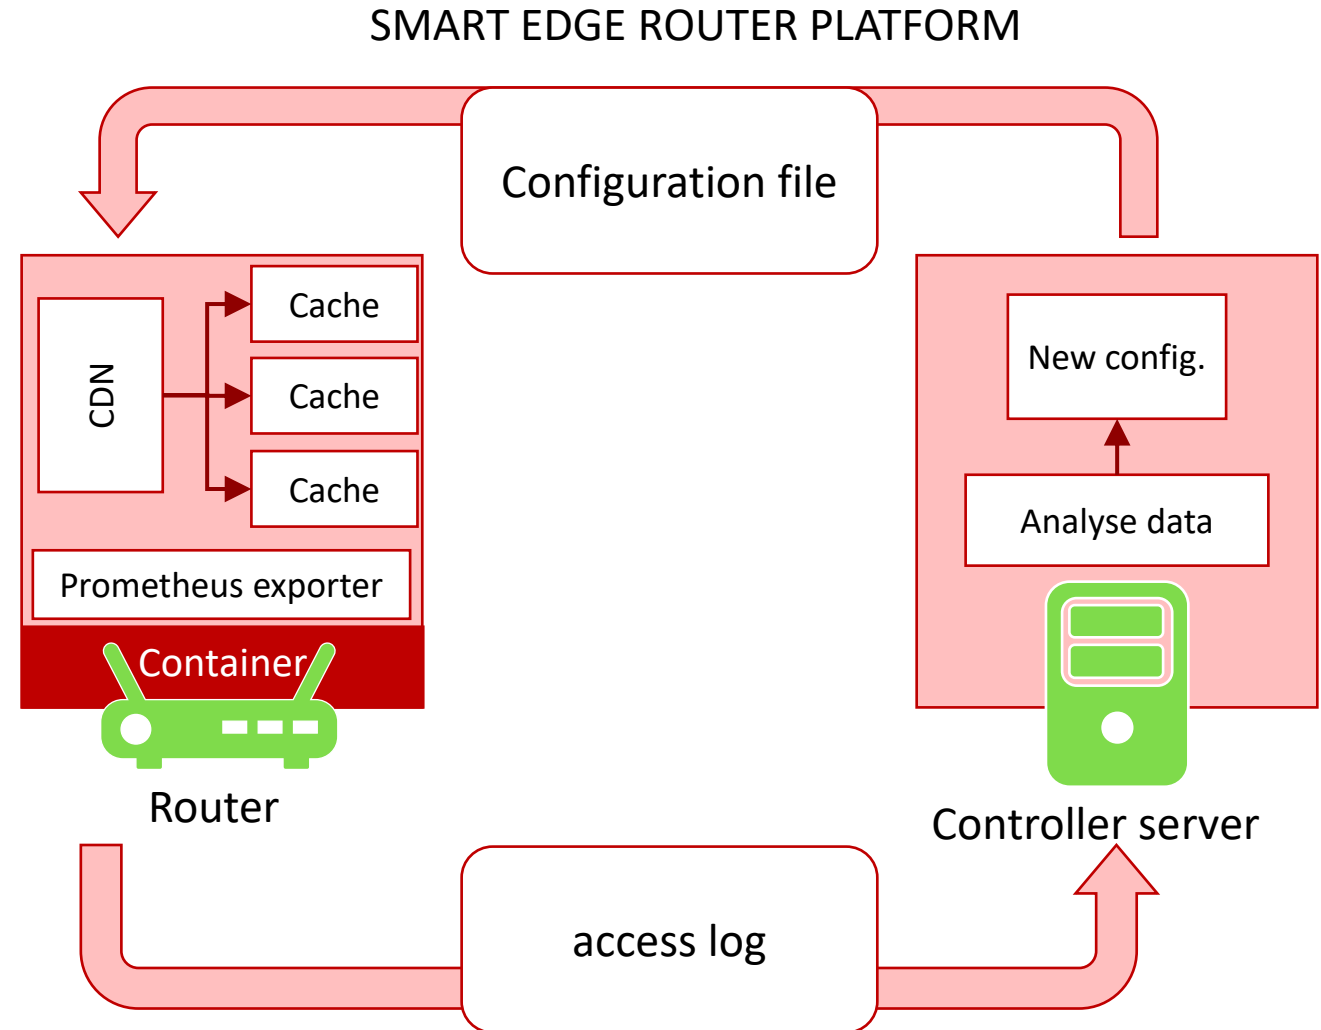 SMART EDGE ROUTER PLATFORM
Configuration file
CDN
Cache
Cache
Cache
Prometheus exporter
Container
Router
New config.
Analyse data
Controller server
access log